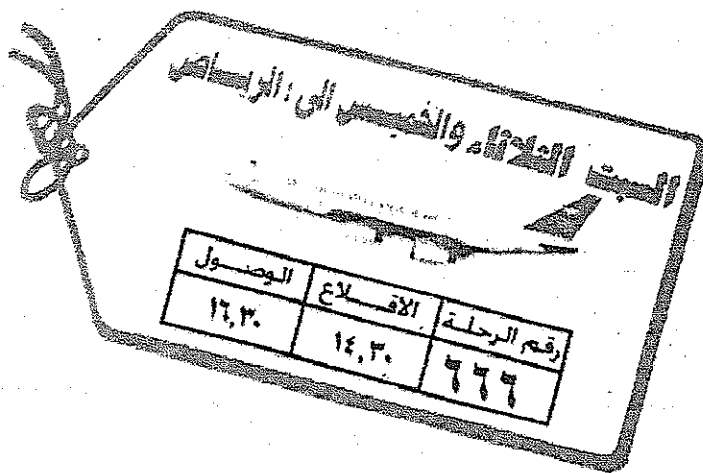 السبت الثلاثاء والخميس الى : الرياض
رقم الرحلة الاقلاع الوصول
٦٦٦ ١٤,٣٠ ١٦,٣٠